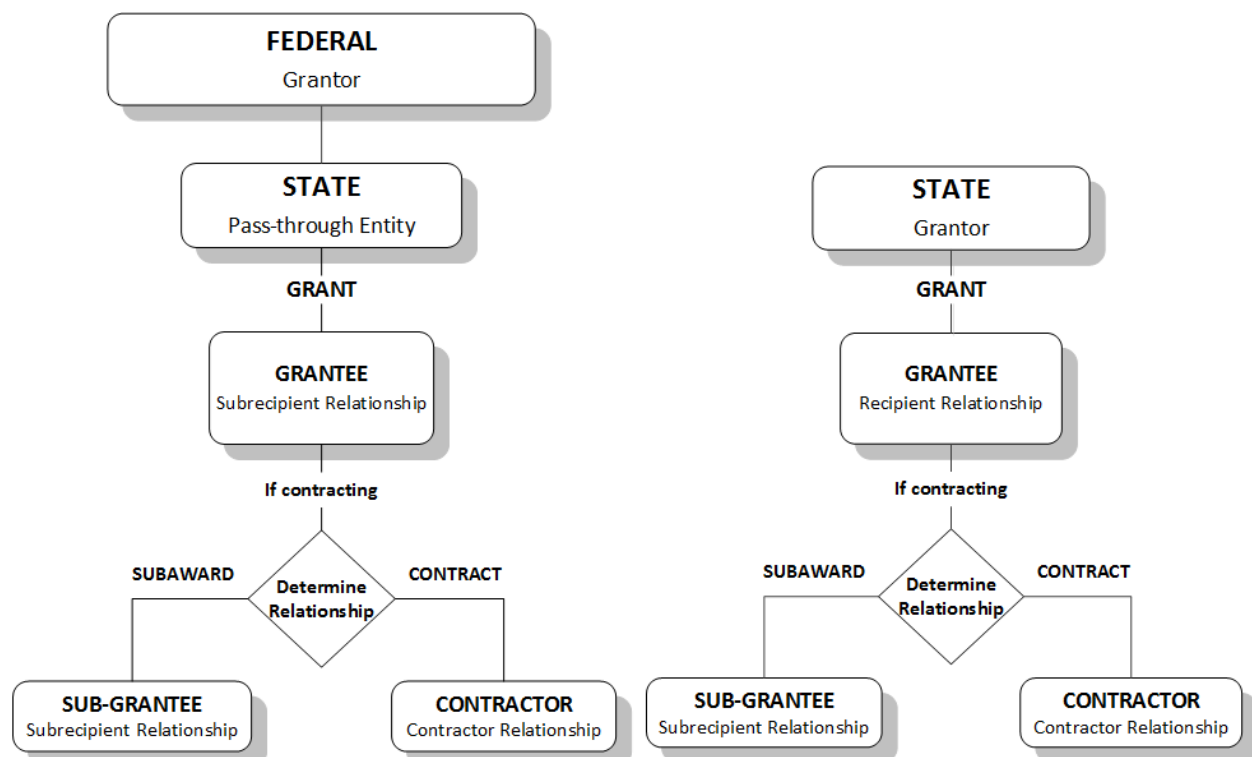 FEDERAL
Grantor
STATE
Pass-through Entity
GRANT
GRANTEE
Subrecipient Relationship
If contracting
SUBAWARD
CONTRACT
Determine
Relationship
SUB-GRANTEE
Subrecipient Relationship
CONTRACTOR
Contractor Relationship
STATE
Grantor
GRANT
GRANTEE
Recipient Relationship
If contracting
SUBAWARD
CONTRACT
Determine
Relationship
SUB-GRANTEE
Subrecipient Relationship
CONTRACTOR
Contractor Relationship